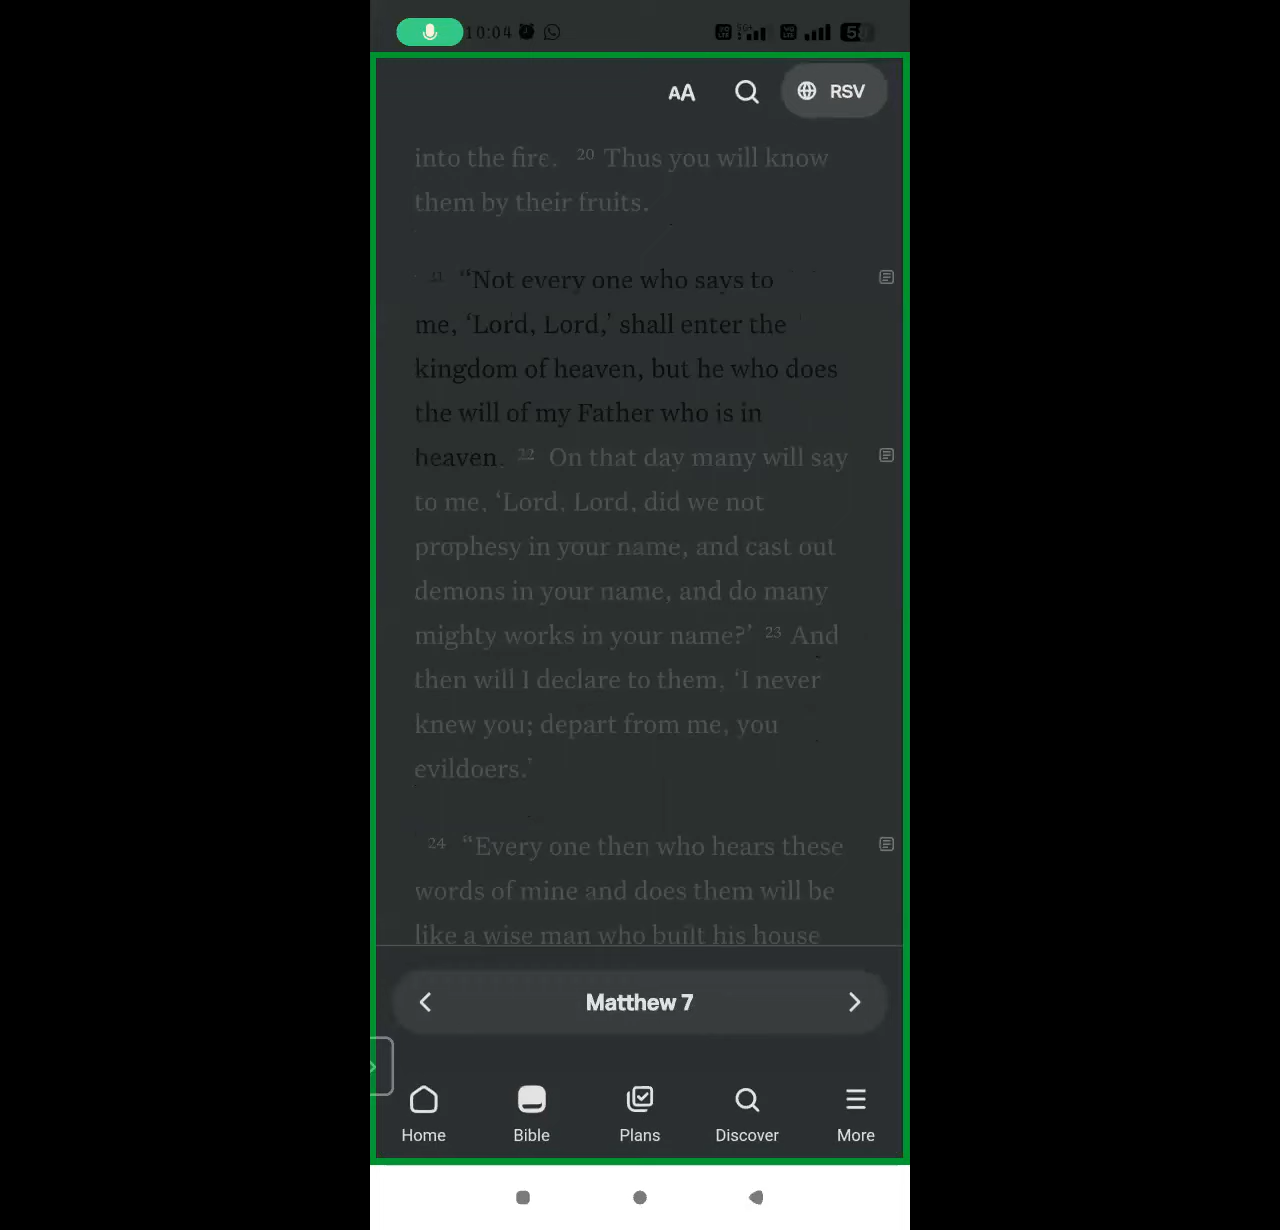 10:04
AA RSV
into the fire. 20 Thus you will know
them by their fruits.
21 “Not every one who says to
me, ‘Lord, Lord,’ shall enter the
kingdom of heaven, but he who does
the will of my Father who is in
heaven. 22 On that day many will say
to me, ‘Lord, Lord, did we not
prophesy in your name, and cast out
demons in your name, and do many
mighty works in your name?’ 23 And
then will I declare to them, ‘I never
knew you; depart from me, you
evildoers.’
24 “Every one then who hears these
words of mine and does them will be
like a wise man who built his house
Matthew 7
Home Bible Plans Discover More